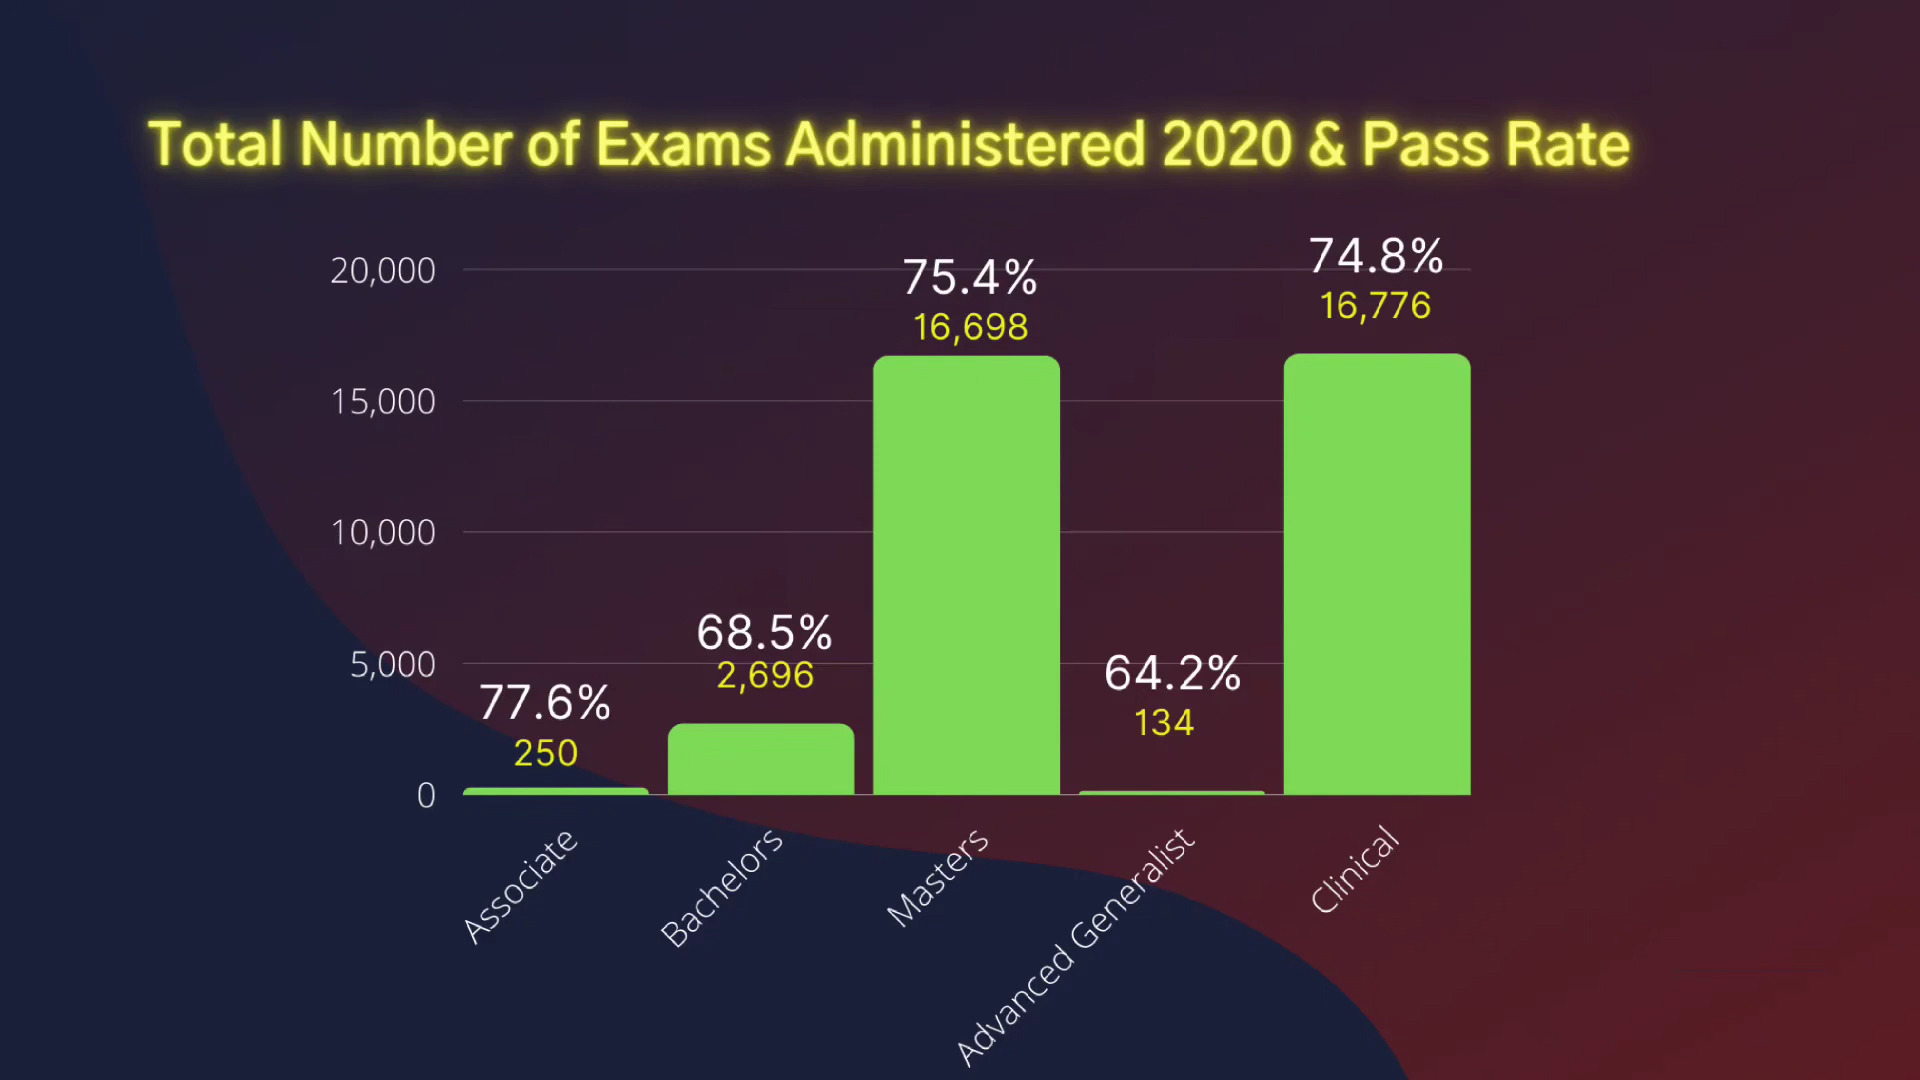 Total Number of Exams Administered 2020 & Pass Rate
20,000
15,000
10,000
5,000
0
77.6%
250
68.5%
2,696
75.4%
16,698
64.2%
134
74.8%
16,776
Associate
Bachelors
Masters
Advanced Generalist
Clinical